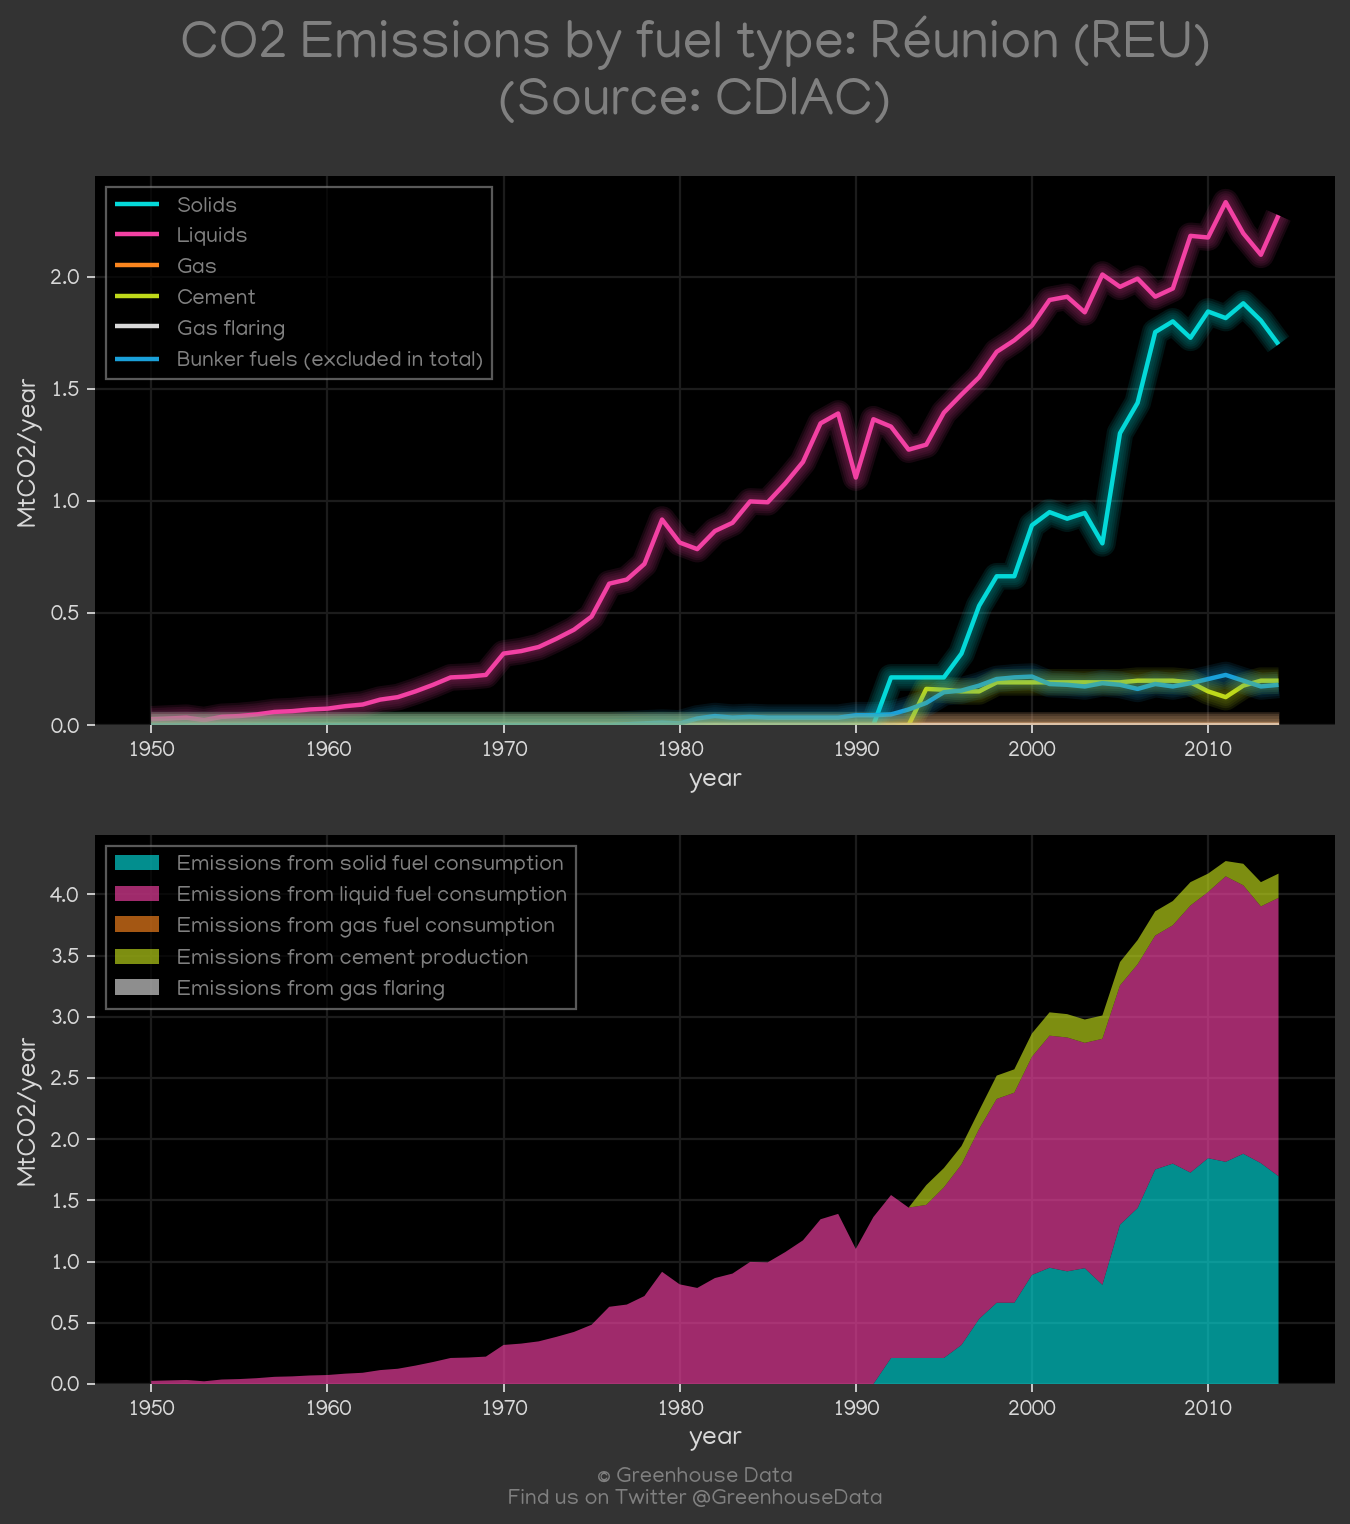 CO2 Emissions by fuel type: Réunion (REU)
(Source: CDIAC)
Solids
Liquids
Gas
Cement
Gas flaring
Bunker fuels (excluded in total)
MtCO2/year
2.0
1.5
1.0
0.5
0.0
1950 1960 1970 1980 1990 2000 2010
year
Emissions from solid fuel consumption
Emissions from liquid fuel consumption
Emissions from gas fuel consumption
Emissions from cement production
Emissions from gas flaring
MtCO2/year
4.0
3.5
3.0
2.5
2.0
1.5
1.0
0.5
0.0
1950 1960 1970 1980 1990 2000 2010
year
© Greenhouse Data
Find us on Twitter @GreenhouseData